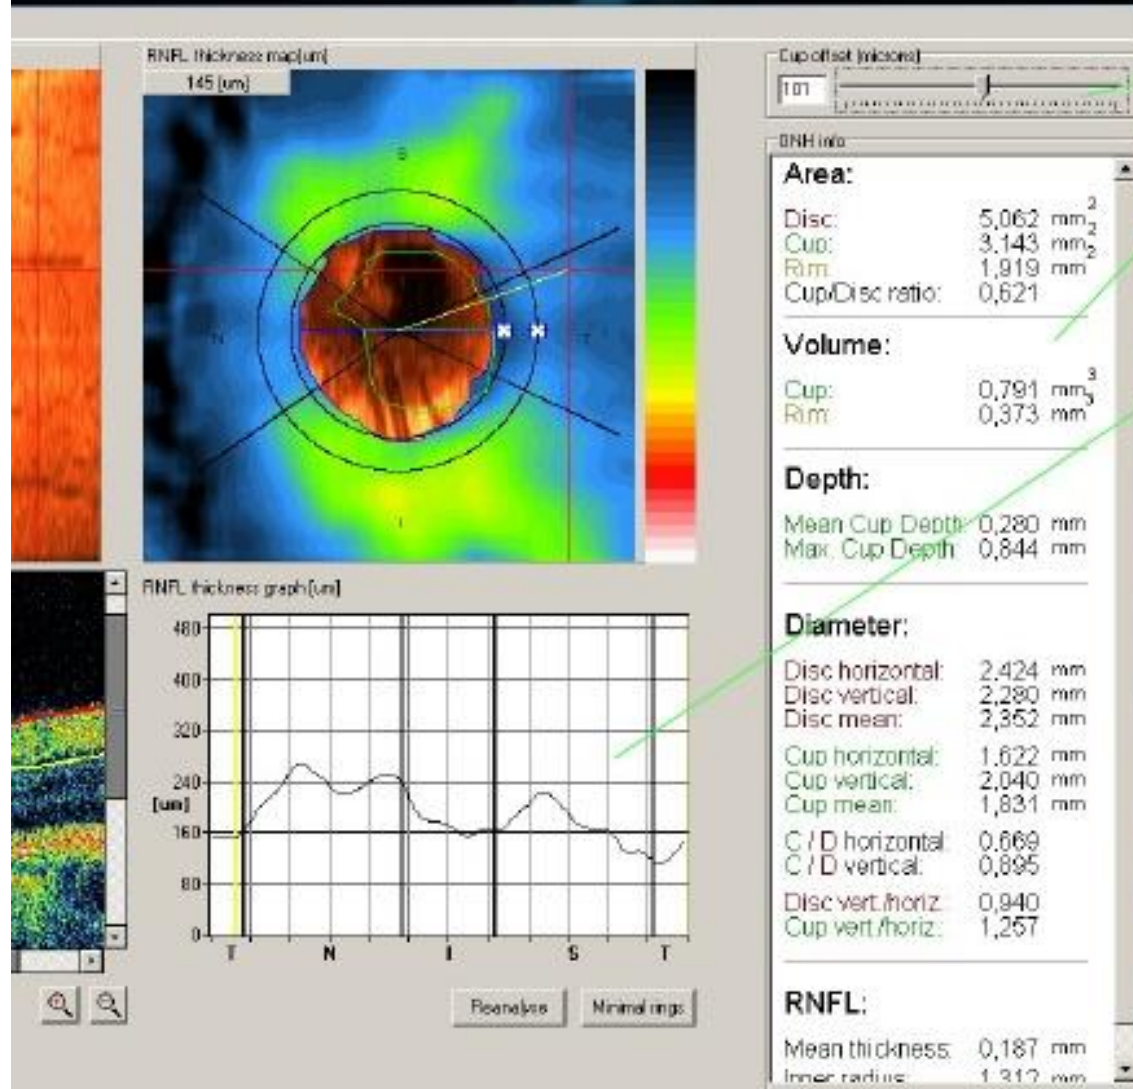 RNFL thickness map[um]
145 [um]
S
N
T
I
RNFL thickness graph [um]
480
400
320
240
[um]
160
80
0
T N I S T
Reanalyse Minimal rings
Cup offset (microns)
101
ONH info
Area:
Disc: 5,062 mm2
Cup: 3,143 mm2
Rim: 1,919 mm2
Cup/Disc ratio: 0,621
Volume:
Cup: 0,791 mm3
Rim: 0,373 mm3
Depth:
Mean Cup Depth: 0,280 mm
Max. Cup Depth: 0,844 mm
Diameter:
Disc horizontal: 2,424 mm
Disc vertical: 2,280 mm
Disc mean: 2,352 mm
Cup horizontal: 1,622 mm
Cup vertical: 2,040 mm
Cup mean: 1,831 mm
C / D horizontal: 0,669
C / D vertical: 0,895
Disc vert./horiz.: 0,940
Cup vert./horiz.: 1,257
RNFL:
Mean thickness: 0,187 mm
Inner radius: 1,312 mm